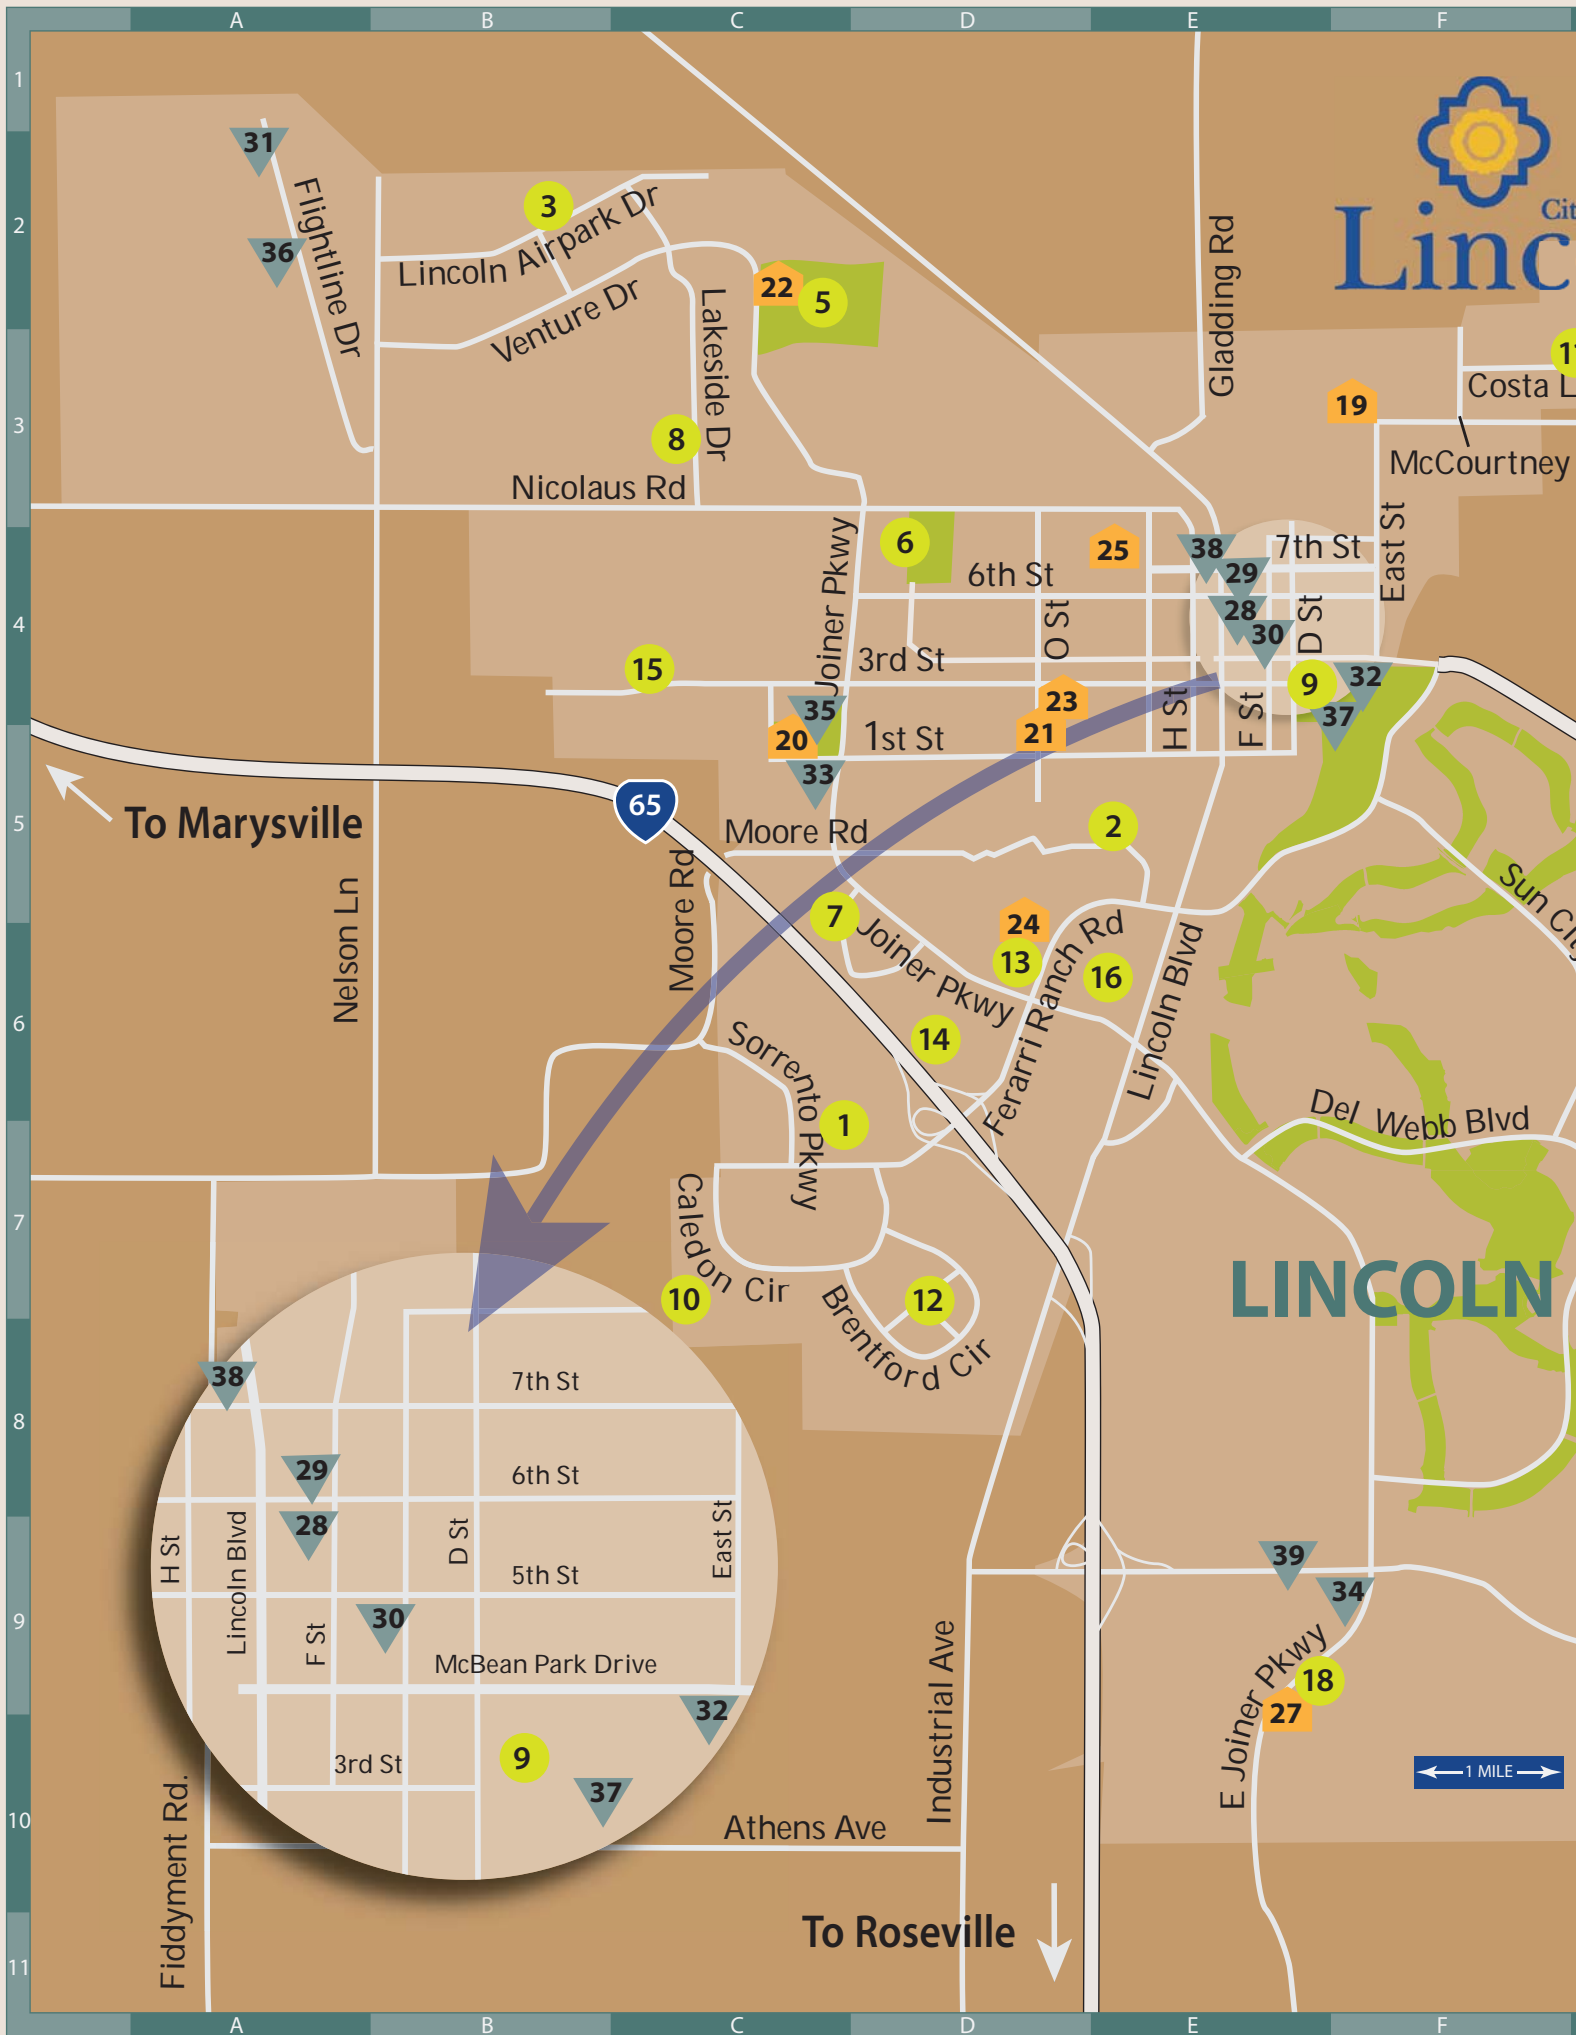 A B C D E F
1
2
3
4
5
6
7
8
9
10
11
31
Flightline Dr
36
3
Lincoln Airpark Dr
Venture Dr
22
5
Lakeside Dr
8
Nicolaus Rd
Gladding Rd
Cit
Linc
19
11
Costa L
McCourtney
East St
6
Joiner Pkwy
6th St
25
38
29
28
30
7th St
D St
O St
3rd St
15
35
20
33
1st St
23
21
H St
F St
9
32
37
65
To Marysville
Moore Rd
2
Sun City
Nelson Ln
Moore Rd
7
Joiner Pkwy
24
13
Ferarri Ranch Rd
16
Lincoln Blvd
14
Sorrento Pkwy
1
Del Webb Blvd
Caledon Cir
10
Brentford Cir
12
LINCOLN
38
7th St
29
6th St
28
H St
Lincoln Blvd
D St
East St
5th St
30
F St
McBean Park Drive
32
3rd St
9
37
39
34
E Joiner Pkwy
18
27
1 MILE
Industrial Ave
Athens Ave
Fiddyment Rd.
To Roseville
A B C D E F